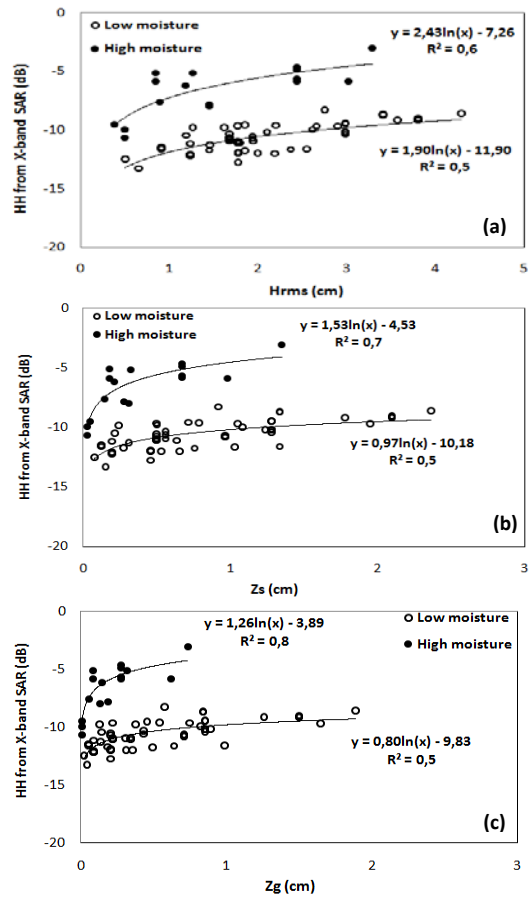 0
-5
-10
-15
-20
HH from X-band SAR (dB)
Low moisture
High moisture
y = 2,43ln(x) - 7,26
R² = 0,6
y = 1,90ln(x) - 11,90
R² = 0,5
(a)
0 1 2 3 4 5
Hrms (cm)
0
-5
-10
-15
-20
HH from X-band SAR (dB)
Low moisture
High moisture
y = 1,53ln(x) - 4,53
R² = 0,7
y = 0,97ln(x) - 10,18
R² = 0,5
(b)
0 1 2 3
Zs (cm)
0
-5
-10
-15
-20
HH from X-band SAR (dB)
y = 1,26ln(x) - 3,89
R² = 0,8
Low moisture
High moisture
y = 0,80ln(x) - 9,83
R² = 0,5
(c)
0 1 2 3
Zg (cm)